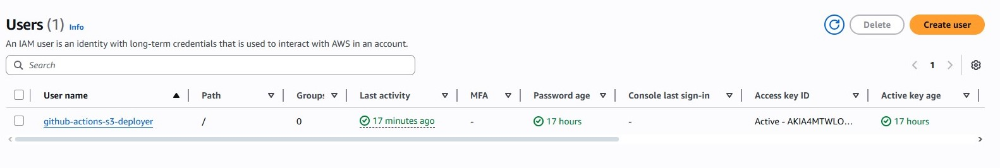 Users (1) Info
Delete
Create user
An IAM user is an identity with long-term credentials that is used to interact with AWS in an account.
Search
1
User name Path Groups Last activity MFA Password age Console last sign-in Access key ID Active key age
github-actions-s3-deployer / 0 17 minutes ago - 17 hours - Active - AKIA4MTWLO... 17 hours